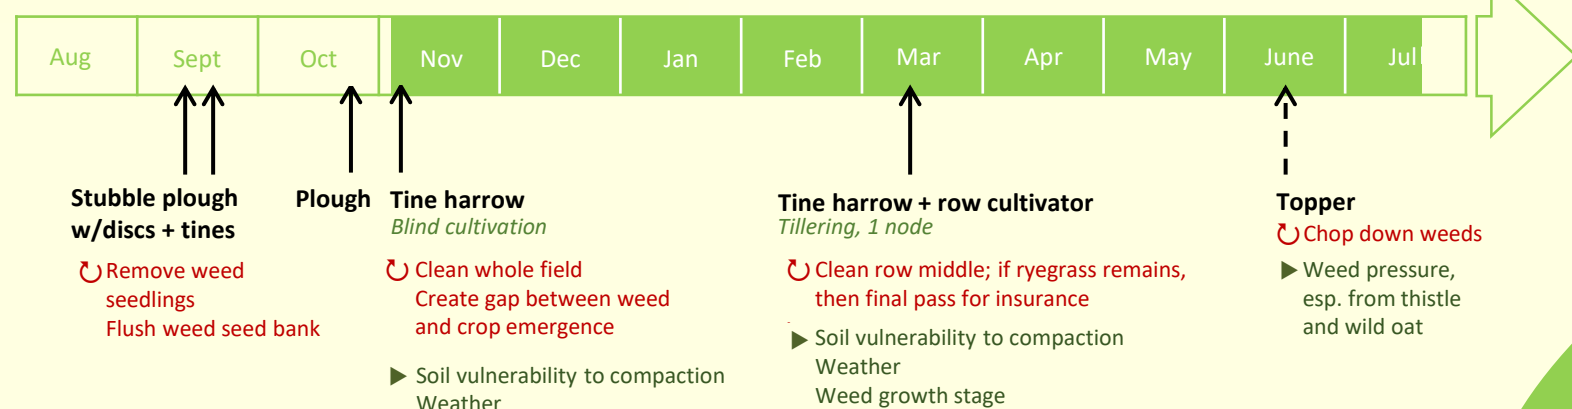 Aug Sept Oct Nov Dec Jan Feb Mar Apr May June Jul
Stubble plough
w/discs + tines
Remove weed
seedlings
Flush weed seed bank
Plough
Tine harrow
Blind cultivation
Clean whole field
Create gap between weed
and crop emergence
Soil vulnerability to compaction
Weather
Tine harrow + row cultivator
Tillering, 1 node
Clean row middle; if ryegrass remains,
then final pass for insurance
Soil vulnerability to compaction
Weather
Weed growth stage
Topper
Chop down weeds
Weed pressure,
esp. from thistle
and wild oat